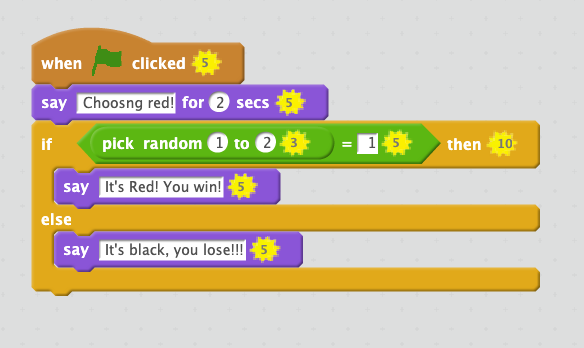 when clicked 5
say Choosng red! for 2 secs 5
if pick random 1 to 2 3 = 1 5 then 10
say It's Red! You win! 5
else
say It's black, you lose!!! 5